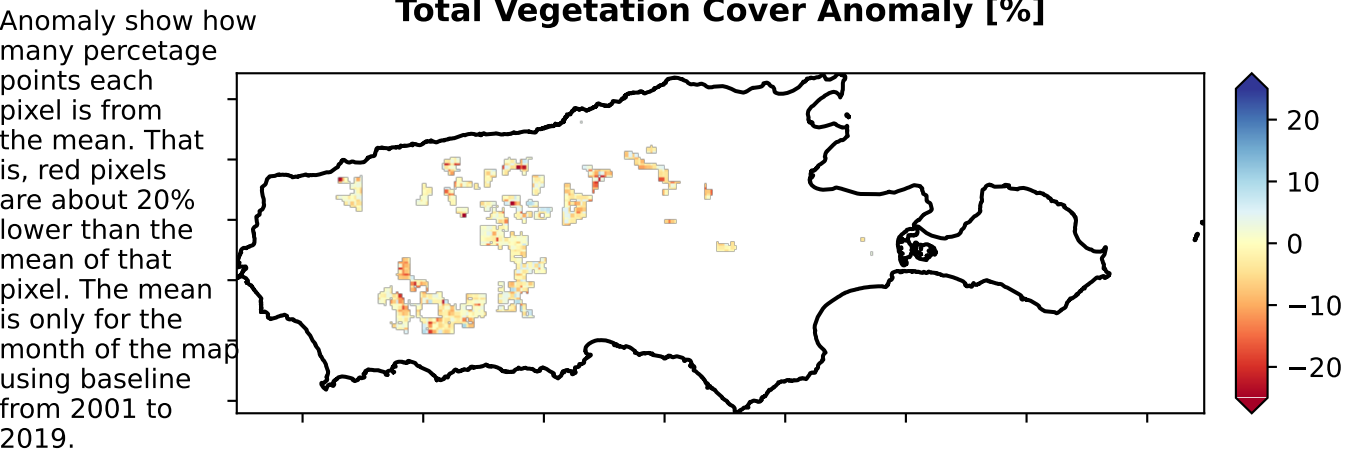 Total Vegetation Cover Anomaly [%]
Anomaly show how
many percetage
points each
pixel is from
the mean. That
is, red pixels
are about 20%
lower than the
mean of that
pixel. The mean
is only for the
month of the map
using baseline
from 2001 to
2019.
20
10
0
−10
−20